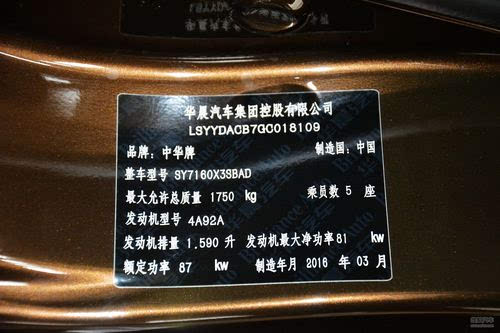 华晨汽车集团控股有限公司
LSYYDACB7GC018109
品牌：中华牌 制造国：中国
整车型号 SY7160X3SBAD
最大允许总质量 1750 kg 乘员数 5 座
发动机型号 4A92A
发动机排量 1.590 升 发动机最大净功率 81 kw
额定功率 87 kw 制造年月 2016 年 03 月